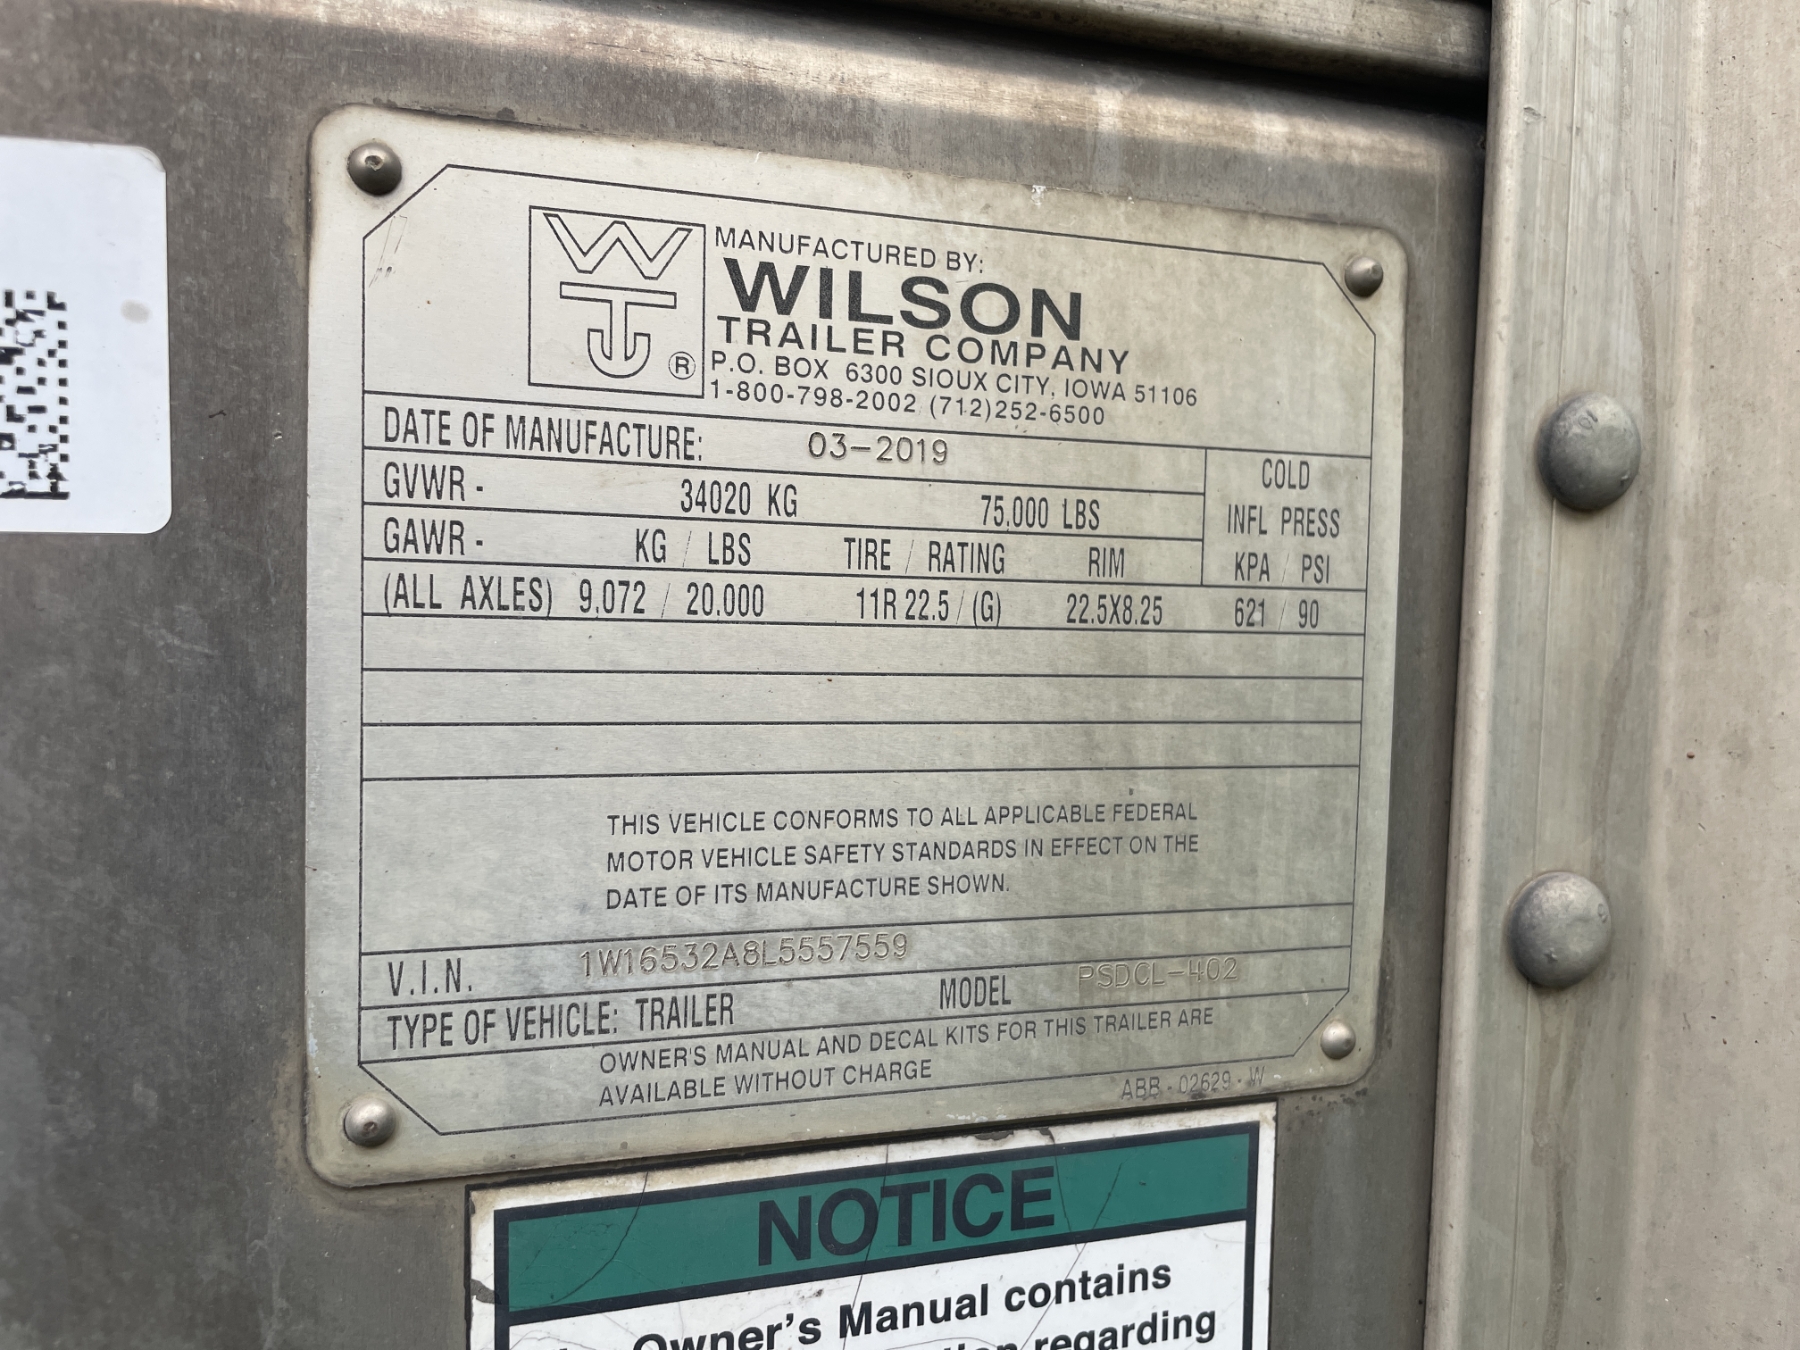 WTJ ®
MANUFACTURED BY:
WILSON
TRAILER COMPANY
P.O. BOX 6300 SIOUX CITY, IOWA 51106
1-800-798-2002 (712)252-6500
DATE OF MANUFACTURE: 03-2019
GVWR - 34020 KG 75,000 LBS
COLD
INFL PRESS
GAWR - KG / LBS TIRE / RATING RIM KPA / PSI
(ALL AXLES) 9,072 / 20.000 11R 22.5 / (G) 22.5X8.25 621 / 90
THIS VEHICLE CONFORMS TO ALL APPLICABLE FEDERAL
MOTOR VEHICLE SAFETY STANDARDS IN EFFECT ON THE
DATE OF ITS MANUFACTURE SHOWN.
V.I.N. 1W16532A8L5557559
TYPE OF VEHICLE: TRAILER MODEL PSDCL-402
OWNER'S MANUAL AND DECAL KITS FOR THIS TRAILER ARE
AVAILABLE WITHOUT CHARGE
ABB - 02629 - W
NOTICE
Owner's Manual contains
regarding